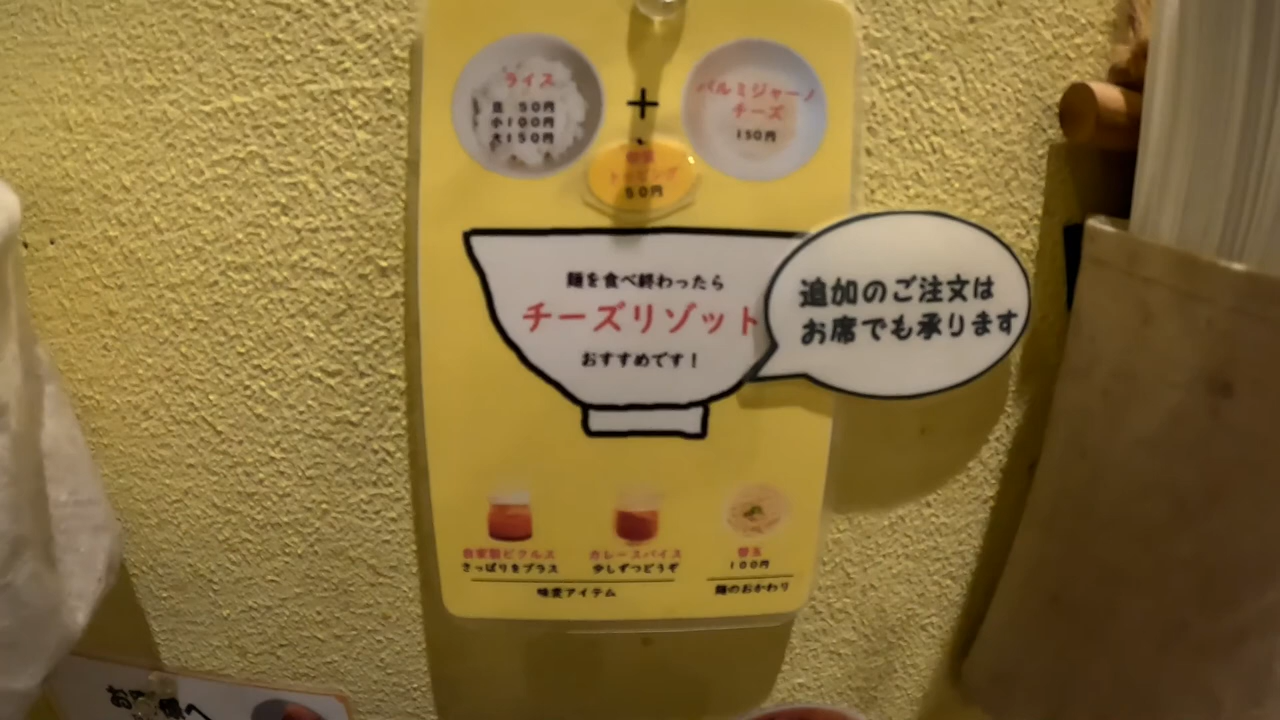 ライス
豆 50円
小100円
大150円
+
パルミジャーノ
チーズ
150円
トッピング
50円
麺を食べ終わったら
チーズリゾット
おすすめです！
追加のご注文は
お席でも承ります
自家製ピクルス
さっぱりをプラス
カレースパイス
少しずつどうぞ
味変アイテム
替玉
100円
麺のおかわり